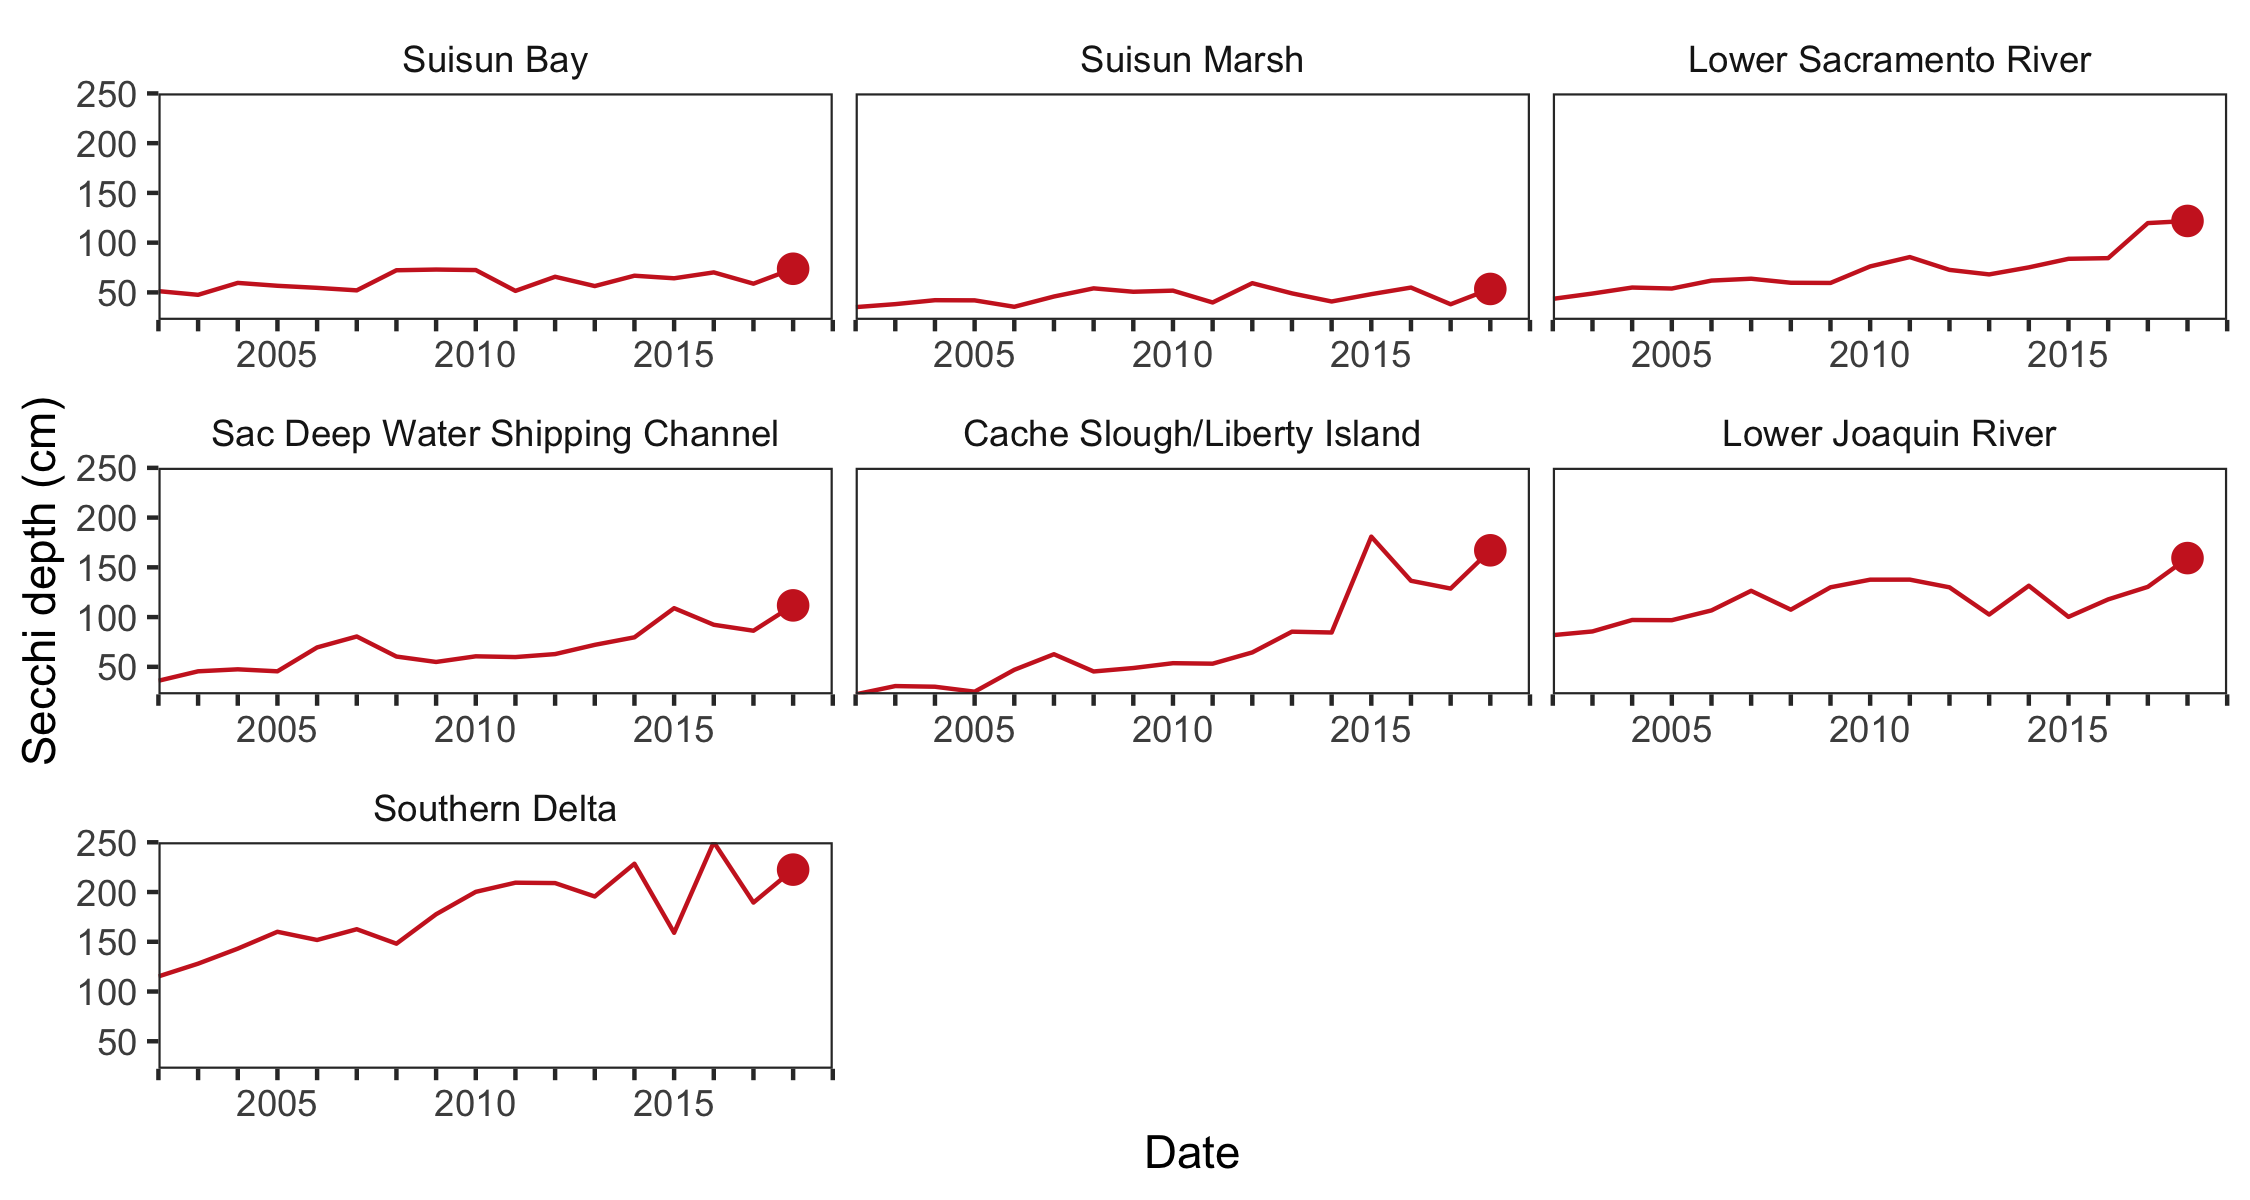 Suisun Bay
Suisun Marsh
Lower Sacramento River
250
200
150
100
50
2005 2010 2015
2005 2010 2015
2005 2010 2015
Secchi depth (cm)
Sac Deep Water Shipping Channel
Cache Slough/Liberty Island
Lower Joaquin River
250
200
150
100
50
2005 2010 2015
2005 2010 2015
2005 2010 2015
Southern Delta
250
200
150
100
50
2005 2010 2015
Date